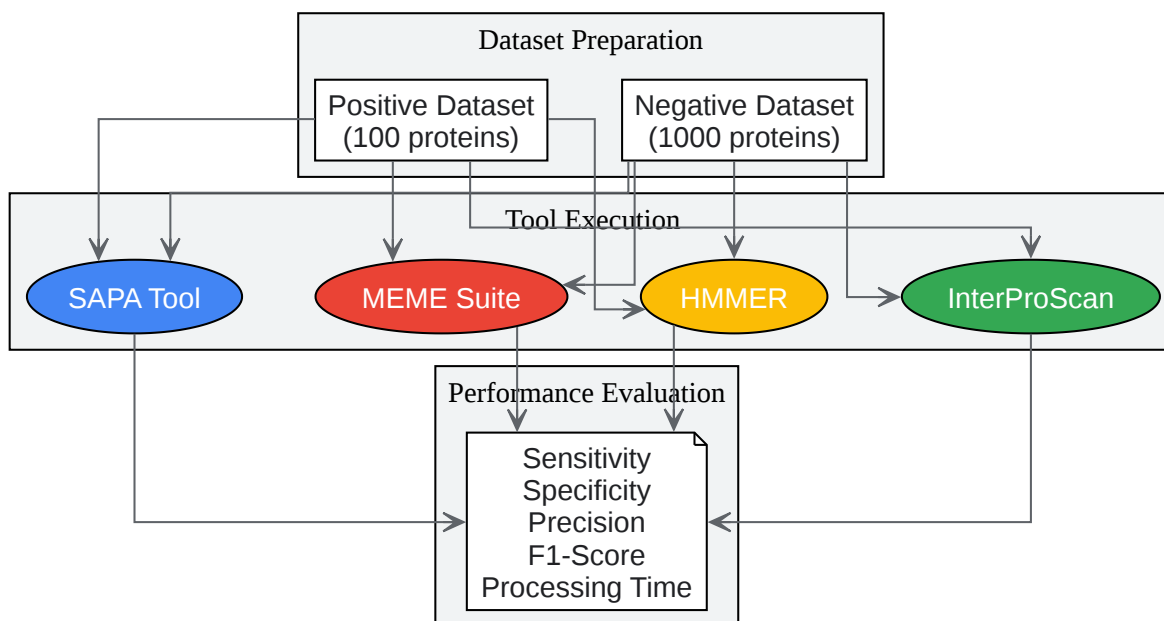 Dataset Preparation
Positive Dataset
(100 proteins)
Negative Dataset
(1000 proteins)
Tool Execution
SAPA Tool
MEME Suite
HMMER
InterProScan
Performance Evaluation
Sensitivity
Specificity
Precision
F1-Score
Processing Time